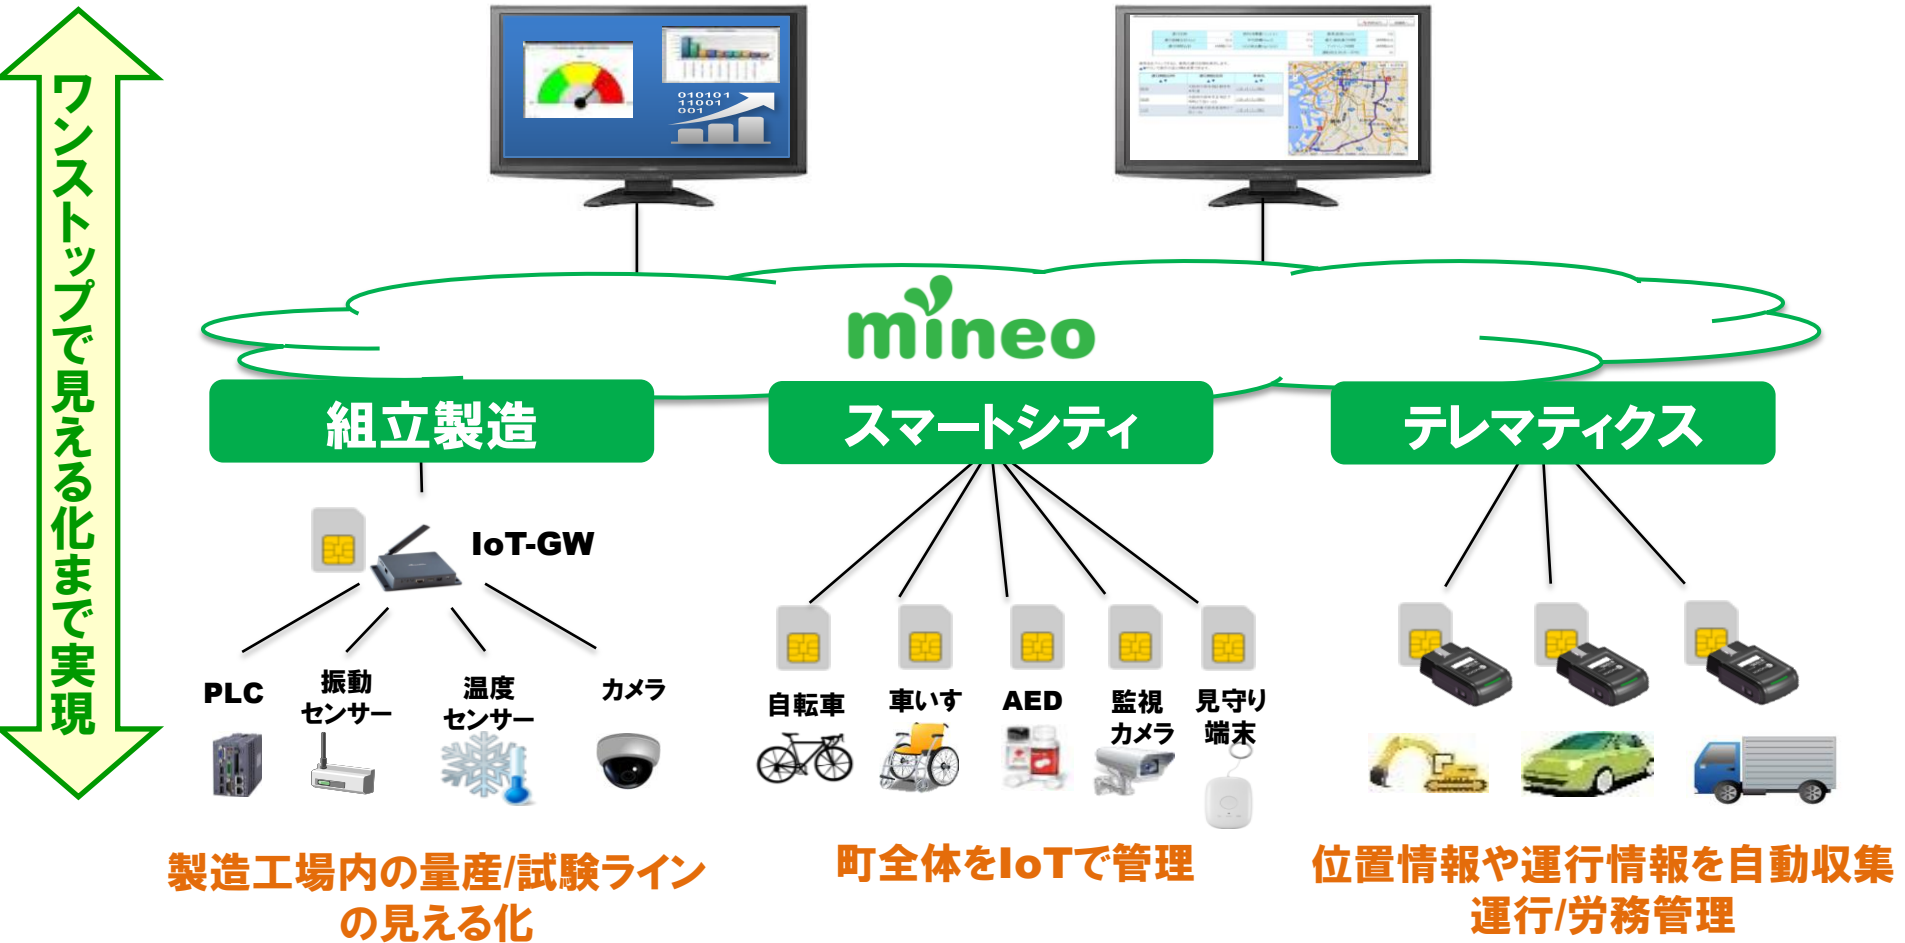 ワンストップで見える化まで実現
010101
11001
001
mineo
組立製造
スマートシティ
テレマティクス
IoT-GW
PLC
振動
センサー
温度
センサー
カメラ
自転車
車いす
AED
監視
カメラ
見守り
端末
製造工場内の量産/試験ライン
の見える化
町全体をIoTで管理
位置情報や運行情報を自動収集
運行/労務管理